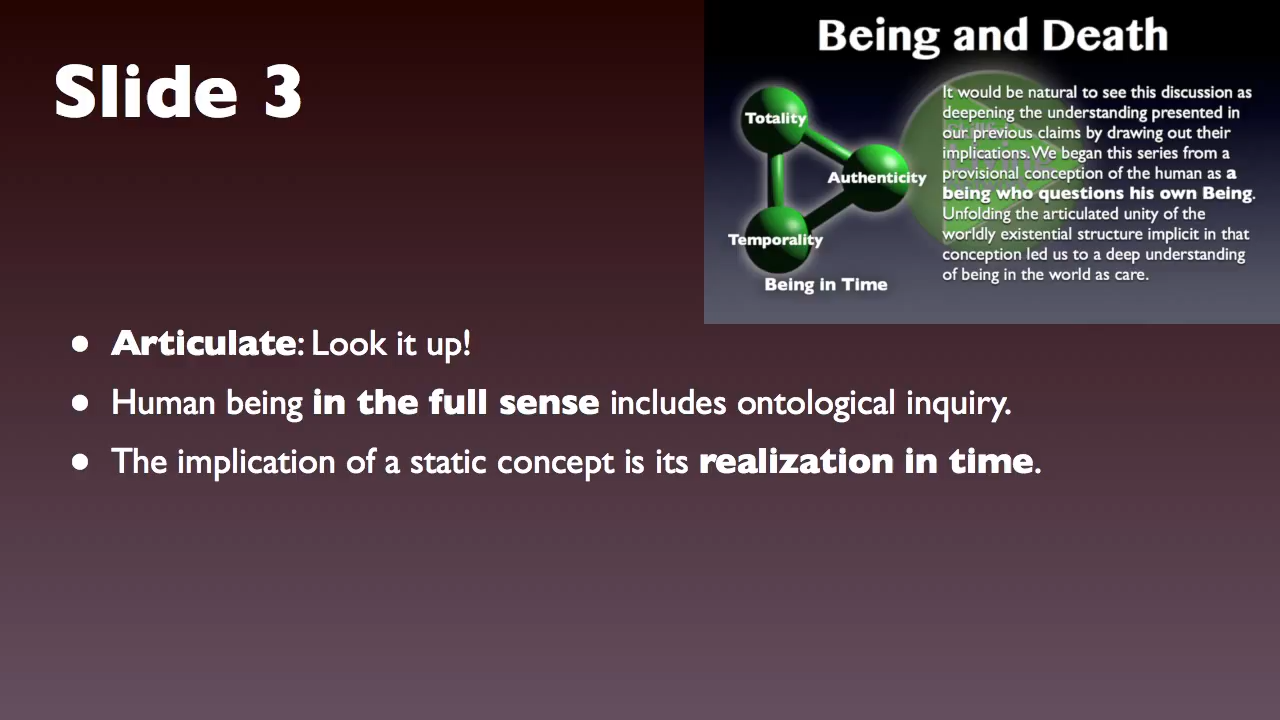 Slide 3
Being and Death
Totality
Authenticity
Temporality
Being in Time
It would be natural to see this discussion as
deepening the understanding presented in
our previous claims by drawing out their
implications. We began this series from a
provisional conception of the human as a
being who questions his own Being.
Unfolding the articulated unity of the
worldly existential structure implicit in that
conception led us to a deep understanding
of being in the world as care.
• Articulate: Look it up!
• Human being in the full sense includes ontological inquiry.
• The implication of a static concept is its realization in time.